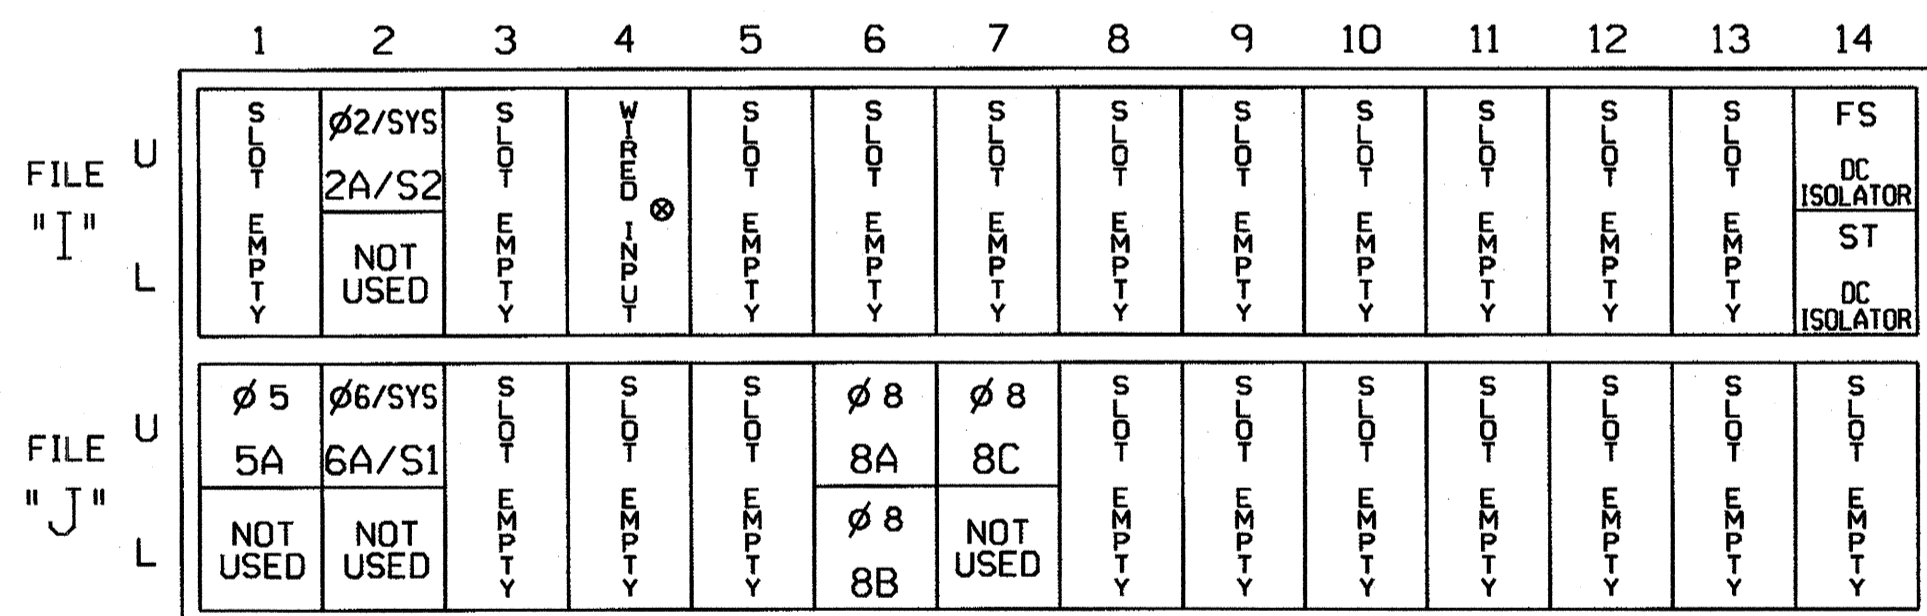 1 2 3 4 5 6 7 8 9 10 11 12 13 14
FILE "I"
U
L
SLOT EMPTY
Ø2/SYS
2A/S2
NOT USED
SLOT EMPTY
WIRED INPUT
⊗
SLOT EMPTY
SLOT EMPTY
SLOT EMPTY
SLOT EMPTY
SLOT EMPTY
SLOT EMPTY
SLOT EMPTY
SLOT EMPTY
SLOT EMPTY
FS
DC
ISOLATOR
ST
DC
ISOLATOR
FILE "J"
U
L
Ø 5
5A
NOT USED
Ø6/SYS
6A/S1
NOT USED
SLOT EMPTY
SLOT EMPTY
SLOT EMPTY
Ø 8
8A
Ø 8
8B
Ø 8
8C
NOT USED
SLOT EMPTY
SLOT EMPTY
SLOT EMPTY
SLOT EMPTY
SLOT EMPTY
SLOT EMPTY
SLOT EMPTY